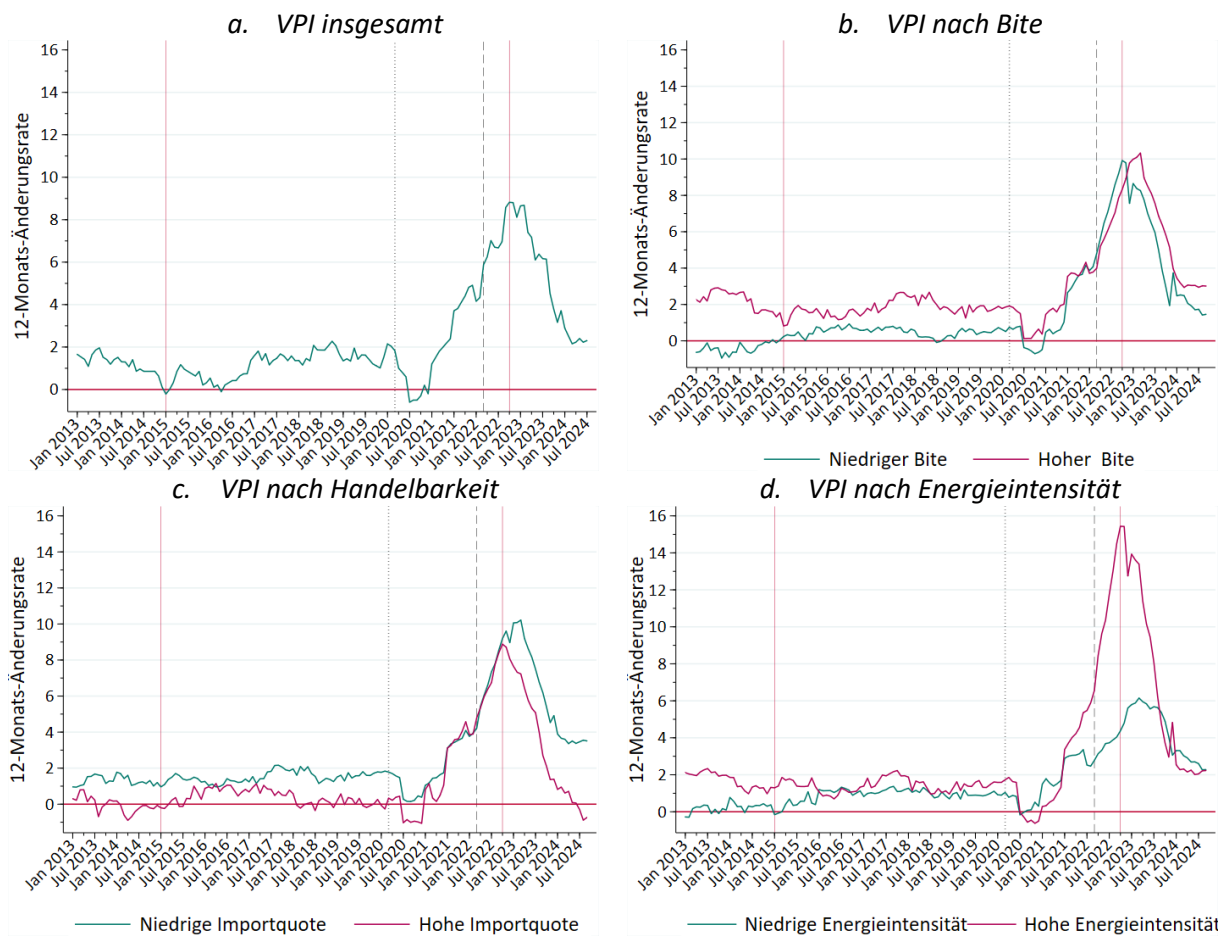 a. VPI insgesamt
12-Monats-Änderungsrate
16
14
12
10
8
6
4
2
0
Jan 2013
Jul 2013
Jan 2014
Jul 2014
Jan 2015
Jul 2015
Jan 2016
Jul 2016
Jan 2017
Jul 2017
Jan 2018
Jul 2018
Jan 2019
Jul 2019
Jan 2020
Jul 2020
Jan 2021
Jul 2021
Jan 2022
Jul 2022
Jan 2023
Jul 2023
Jan 2024
Jul 2024
b. VPI nach Bite
12-Monats-Änderungsrate
16
14
12
10
8
6
4
2
0
Jan 2013
Jul 2013
Jan 2014
Jul 2014
Jan 2015
Jul 2015
Jan 2016
Jul 2016
Jan 2017
Jul 2017
Jan 2018
Jul 2018
Jan 2019
Jul 2019
Jan 2020
Jul 2020
Jan 2021
Jul 2021
Jan 2022
Jul 2022
Jan 2023
Jul 2023
Jan 2024
Jul 2024
Niedriger Bite
Hoher Bite
c. VPI nach Handelbarkeit
12-Monats-Änderungsrate
16
14
12
10
8
6
4
2
0
Jan 2013
Jul 2013
Jan 2014
Jul 2014
Jan 2015
Jul 2015
Jan 2016
Jul 2016
Jan 2017
Jul 2017
Jan 2018
Jul 2018
Jan 2019
Jul 2019
Jan 2020
Jul 2020
Jan 2021
Jul 2021
Jan 2022
Jul 2022
Jan 2023
Jul 2023
Jan 2024
Jul 2024
Niedrige Importquote
Hohe Importquote
d. VPI nach Energieintensität
12-Monats-Änderungsrate
16
14
12
10
8
6
4
2
0
Jan 2013
Jul 2013
Jan 2014
Jul 2014
Jan 2015
Jul 2015
Jan 2016
Jul 2016
Jan 2017
Jul 2017
Jan 2018
Jul 2018
Jan 2019
Jul 2019
Jan 2020
Jul 2020
Jan 2021
Jul 2021
Jan 2022
Jul 2022
Jan 2023
Jul 2023
Jan 2024
Jul 2024
Niedrige Energieintensität
Hohe Energieintensität